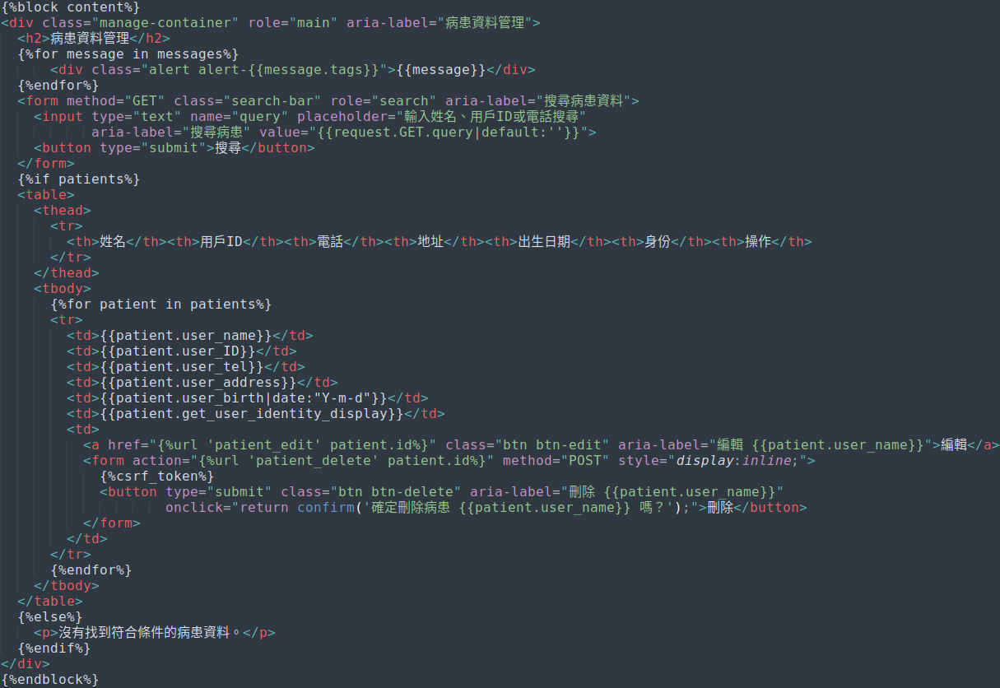 {%block content%}
<div class="manage-container" role="main" aria-label="病患資料管理">
  <h2>病患資料管理</h2>
  {%for message in messages%}
      <div class="alert alert-{{message.tags}}">{{message}}</div>
  {%endfor%}
  <form method="GET" class="search-bar" role="search" aria-label="搜尋病患資料">
    <input type="text" name="query" placeholder="輸入姓名、用戶ID或電話搜尋"
           aria-label="搜尋病患" value="{{request.GET.query|default:''}}">
    <button type="submit">搜尋</button>
  </form>
  {%if patients%}
  <table>
    <thead>
      <tr>
        <th>姓名</th><th>用戶ID</th><th>電話</th><th>地址</th><th>出生日期</th><th>身份</th><th>操作</th>
      </tr>
    </thead>
    <tbody>
      {%for patient in patients%}
      <tr>
        <td>{{patient.user_name}}</td>
        <td>{{patient.user_ID}}</td>
        <td>{{patient.user_tel}}</td>
        <td>{{patient.user_address}}</td>
        <td>{{patient.user_birth|date:"Y-m-d"}}</td>
        <td>{{patient.get_user_identity_display}}</td>
        <td>
          <a href="{%url 'patient_edit' patient.id%}" class="btn btn-edit" aria-label="編輯 {{patient.user_name}}">編輯</a>
          <form action="{%url 'patient_delete' patient.id%}" method="POST" style="display:inline;">
            {%csrf_token%}
            <button type="submit" class="btn btn-delete" aria-label="刪除 {{patient.user_name}}"
                    onclick="return confirm('確定刪除病患 {{patient.user_name}} 嗎？');">刪除</button>
          </form>
        </td>
      </tr>
      {%endfor%}
    </tbody>
  </table>
  {%else%}
    <p>沒有找到符合條件的病患資料。</p>
  {%endif%}
</div>
{%endblock%}